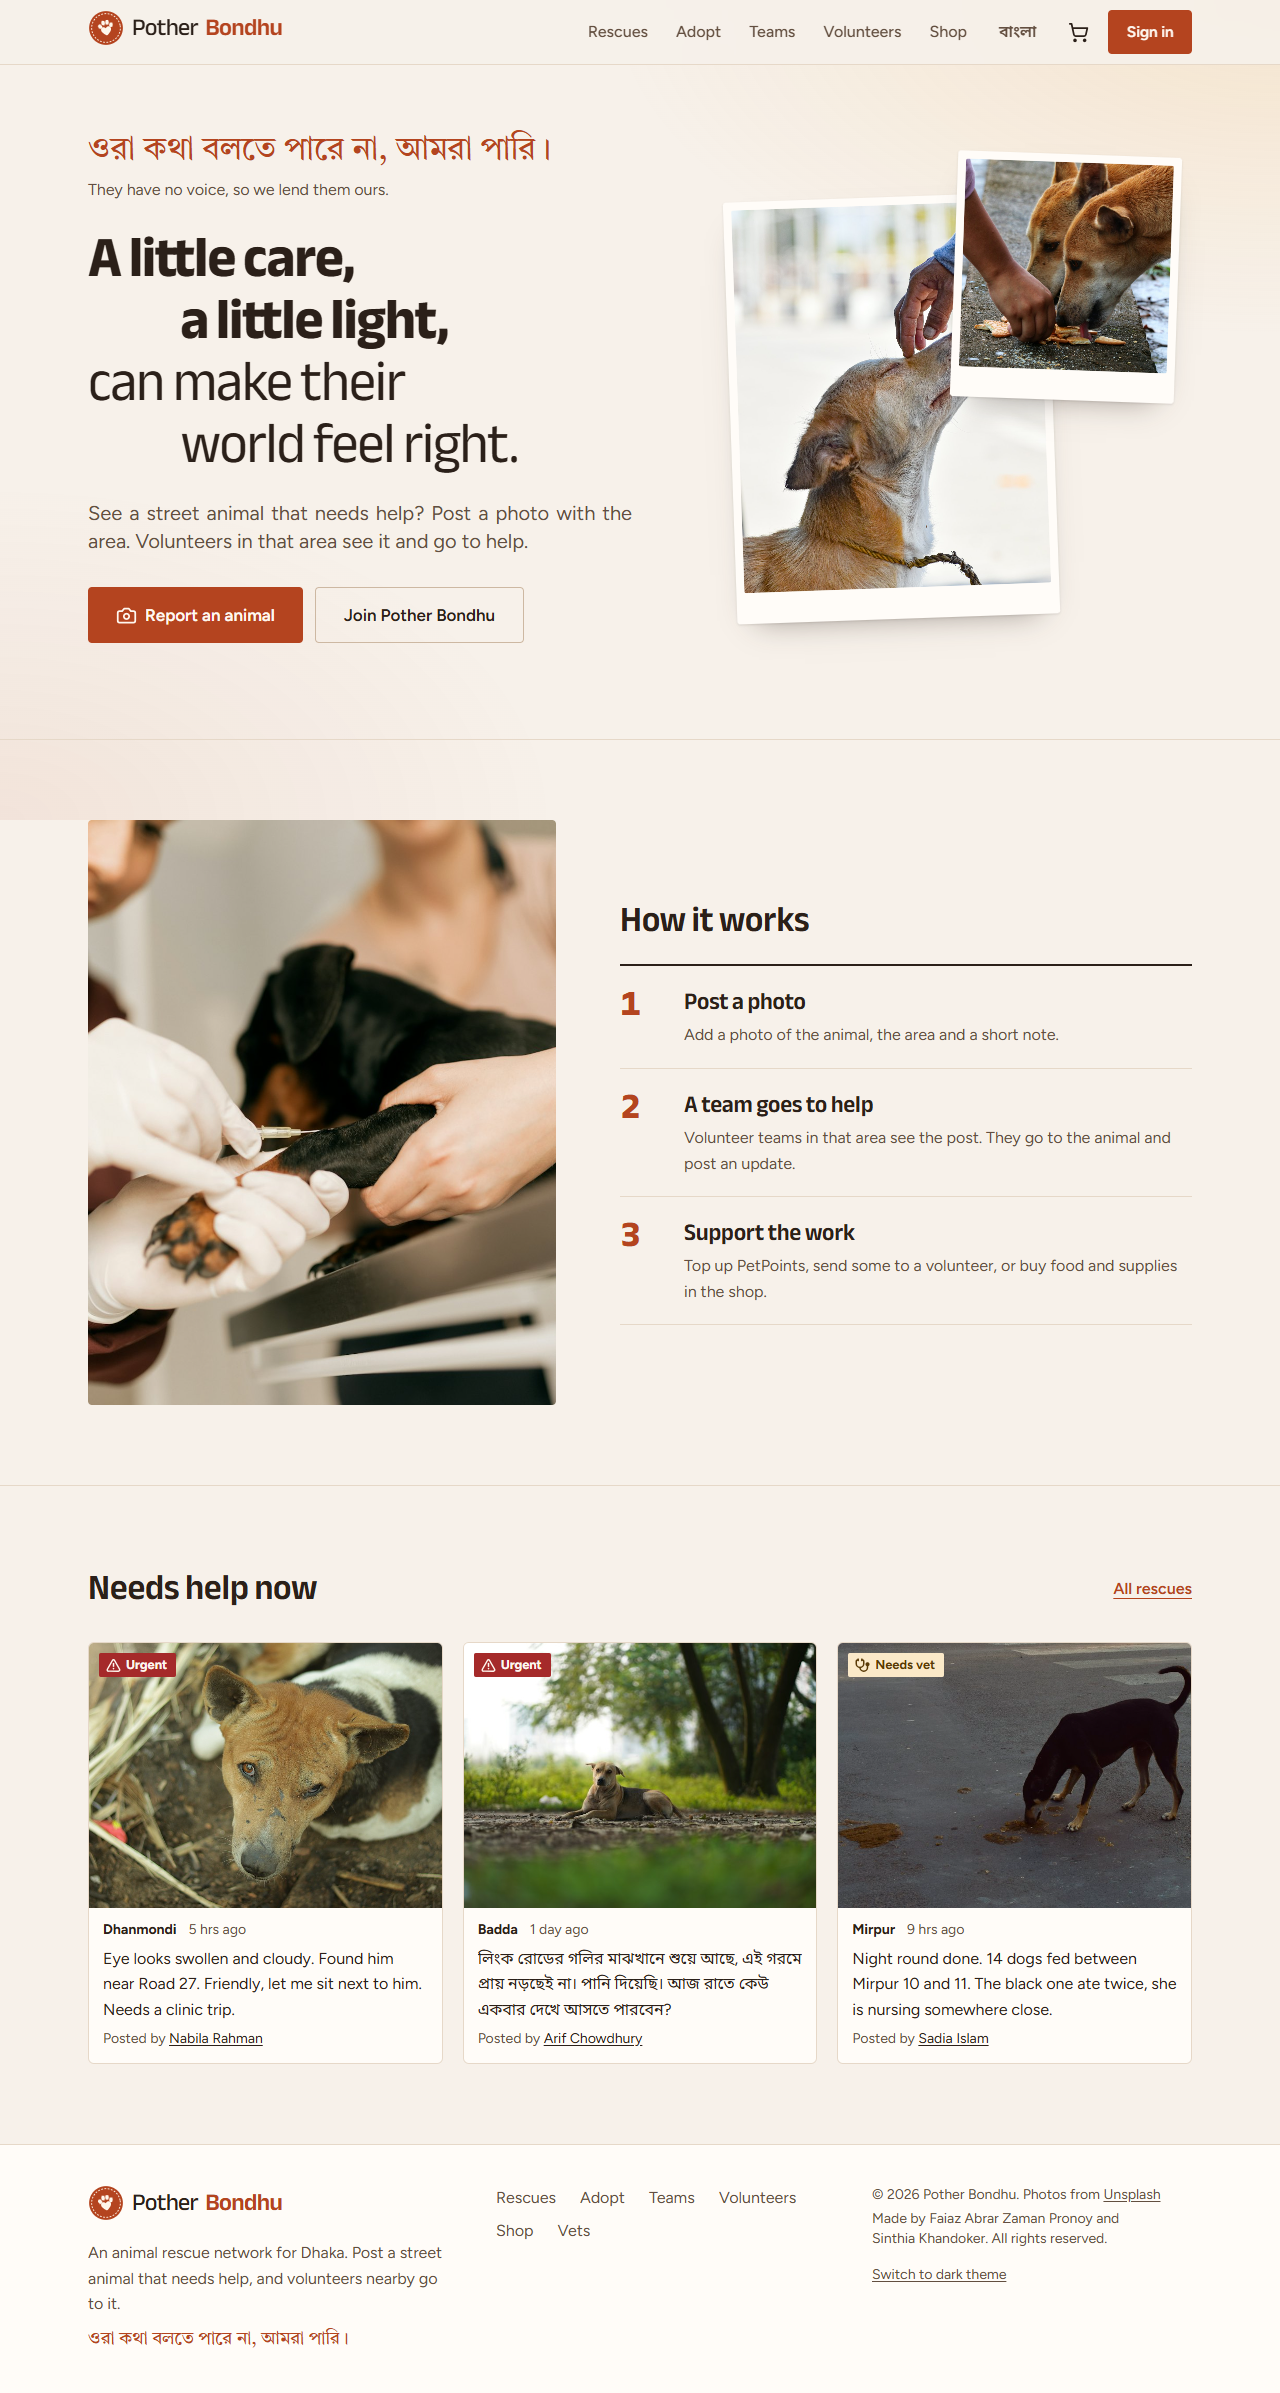 Pother Bondhu
Rescues Adopt Teams Volunteers Shop বাংলা Sign in
ওরা কথা বলতে পারে না, আমরা পারি।
They have no voice, so we lend them ours.
A little care,
a little light,
can make their
world feel right.
See a street animal that needs help? Post a photo with the
area. Volunteers in that area see it and go to help.
Report an animal
Join Pother Bondhu
How it works
1 Post a photo
Add a photo of the animal, the area and a short note.
2 A team goes to help
Volunteer teams in that area see the post. They go to the animal and
post an update.
3 Support the work
Top up PetPoints, send some to a volunteer, or buy food and supplies
in the shop.
Needs help now
All rescues
Urgent
Dhanmondi 5 hrs ago
Eye looks swollen and cloudy. Found him
near Road 27. Friendly, let me sit next to him.
Needs a clinic trip.
Posted by Nabila Rahman
Urgent
Badda 1 day ago
লিংক রোডের গলির মাঝখানে শুয়ে আছে, এই গরমে
প্রায় নড়ছেই না। পানি দিয়েছি। আজ রাতে কেউ
একবার দেখে আসতে পারবেন?
Posted by Arif Chowdhury
Needs vet
Mirpur 9 hrs ago
Night round done. 14 dogs fed between
Mirpur 10 and 11. The black one ate twice, she
is nursing somewhere close.
Posted by Sadia Islam
Pother Bondhu
An animal rescue network for Dhaka. Post a street
animal that needs help, and volunteers nearby go
to it.
ওরা কথা বলতে পারে না, আমরা পারি।
Rescues Adopt Teams Volunteers
Shop Vets
© 2026 Pother Bondhu. Photos from Unsplash
Made by Faiaz Abrar Zaman Pronoy and
Sinthia Khandoker. All rights reserved.
Switch to dark theme